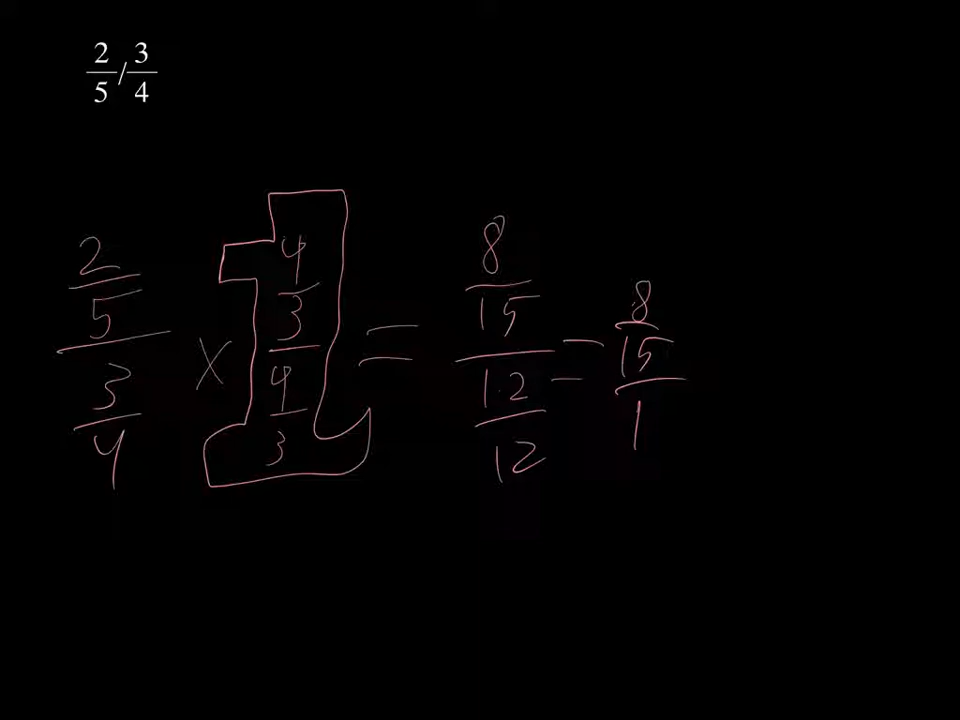 2/5 / 3/4
(2/5)/(3/4) × (4/3)/(4/3) = (8/15)/(12/12) = (8/15)/1